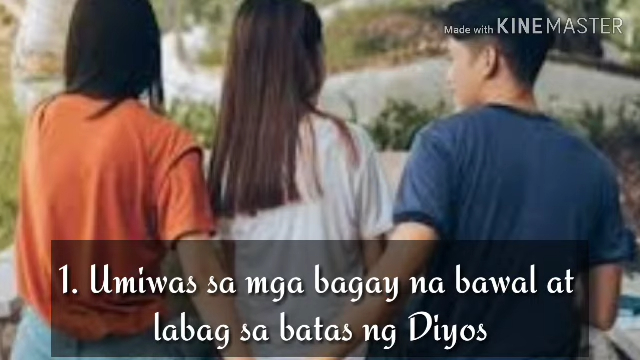 Made with KINEMASTER
1. Umiwas sa mga bagay na bawal at
labag sa batas ng Diyos